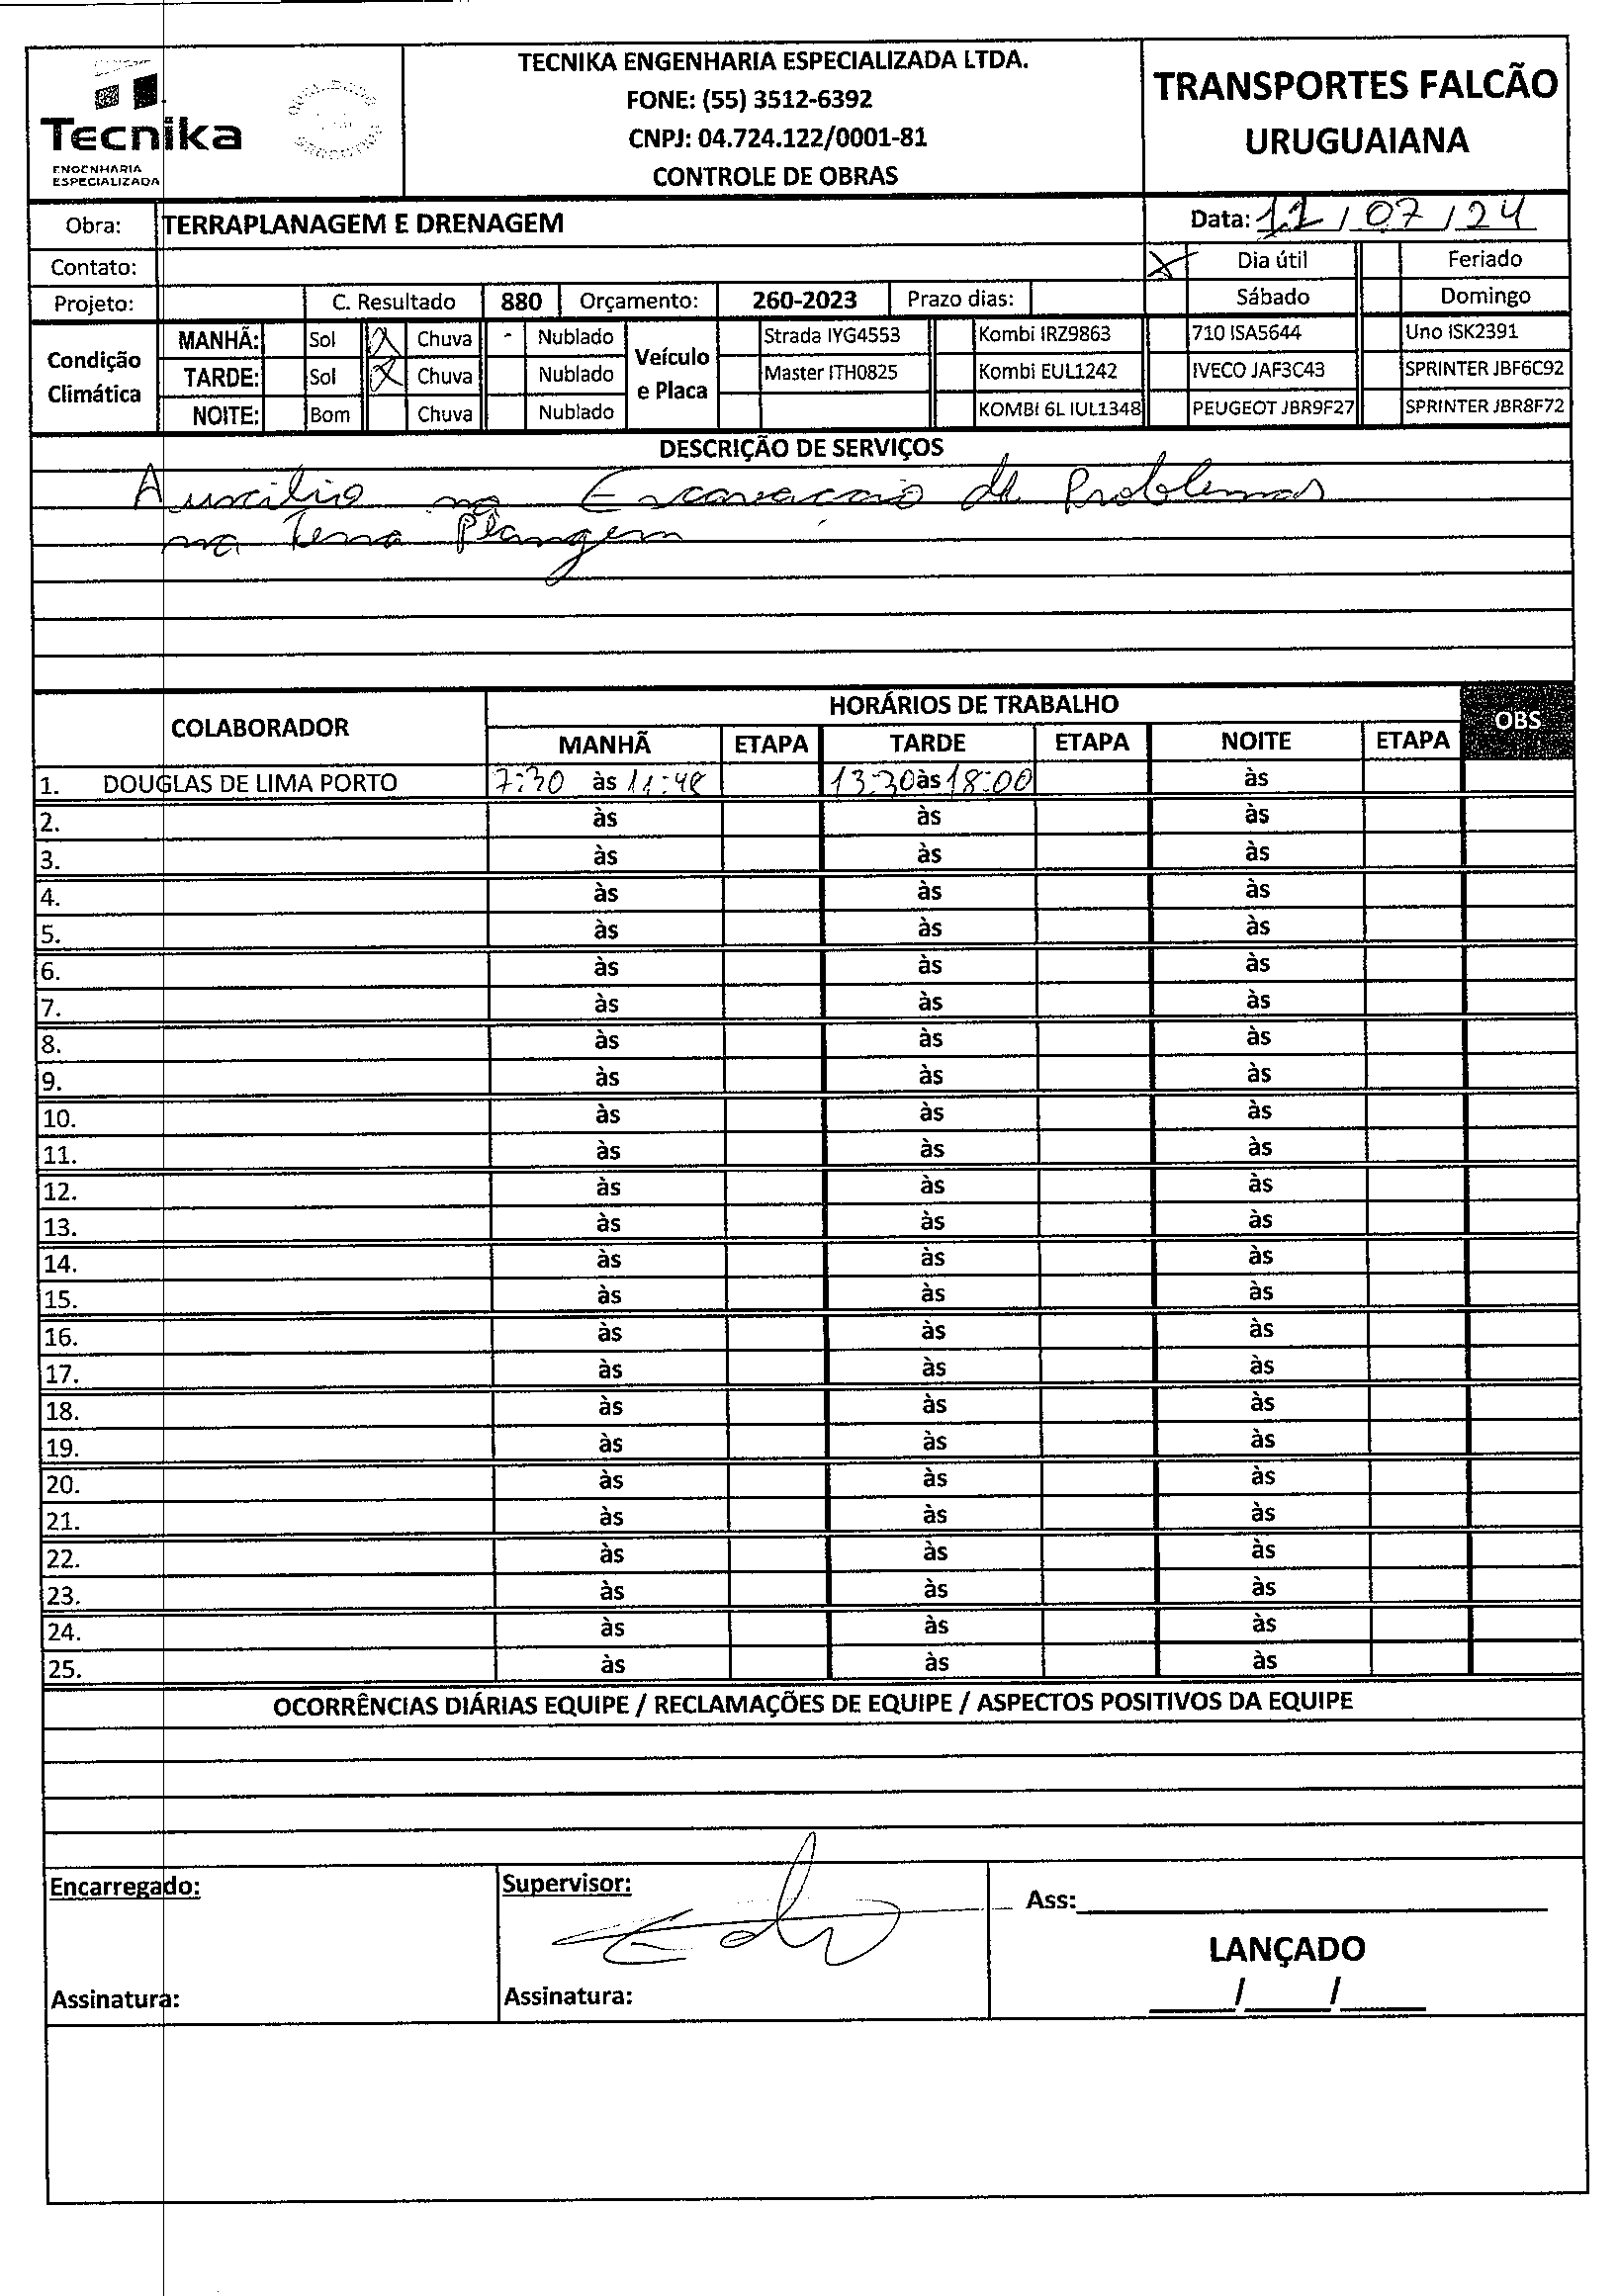 Tecnika
ENGENHARIA
ESPECIALIZADA
TECNIKA ENGENHARIA ESPECIALIZADA LTDA.
FONE: (55) 3512-6392
CNPJ: 04.724.122/0001-81
CONTROLE DE OBRAS
TRANSPORTES FALCÃO
URUGUAIANA
Obra: TERRAPLANAGEM E DRENAGEM Data: 11/07/24
Contato: X Dia útil Feriado
Projeto: C. Resultado 880 Orçamento: 260-2023 Prazo dias: Sábado Domingo
Condição Climática
MANHÃ: Sol X Chuva - Nublado
TARDE: Sol X Chuva Nublado
NOITE: Bom Chuva Nublado
Veículo e Placa
Strada IYG4553 Kombi IRZ9863 710 ISA5644 Uno ISK2391
Master ITH0825 Kombi EUL1242 IVECO JAF3C43 SPRINTER JBF6C92
KOMBI 6L IUL1348 PEUGEOT JBR9F27 SPRINTER JBR8F72
DESCRIÇÃO DE SERVIÇOS
Auxcilio na Escavacaio de Problemas
na Terra Plangem
COLABORADOR HORÁRIOS DE TRABALHO OBS
MANHÃ ETAPA TARDE ETAPA NOITE ETAPA
1. DOUGLAS DE LIMA PORTO 7:30 às 11:48 13:30 às 18:00 às
2. às às às
3. às às às
4. às às às
5. às às às
6. às às às
7. às às às
8. às às às
9. às às às
10. às às às
11. às às às
12. às às às
13. às às às
14. às às às
15. às às às
16. às às às
17. às às às
18. às às às
19. às às às
20. às às às
21. às às às
22. às às às
23. às às às
24. às às às
25. às às às
OCORRÊNCIAS DIÁRIAS EQUIPE / RECLAMAÇÕES DE EQUIPE / ASPECTOS POSITIVOS DA EQUIPE
Encarregado: Supervisor: Ass:
LANÇADO
Assinatura: Assinatura: / /